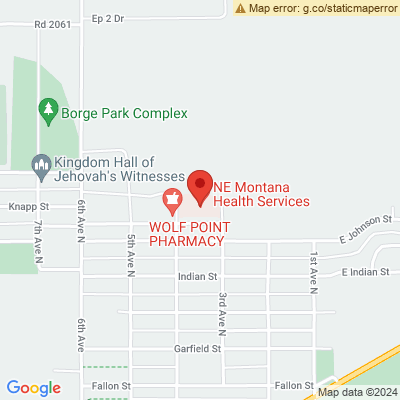 Map error: g.co/staticmaperror
Ep 2 Dr
Rd 2061
Borge Park Complex
Kingdom Hall of
Jehovah's Witnesses
NE Montana
Health Services
Knapp St
WOLF POINT
PHARMACY
7th Ave N
6th Ave N
5th Ave N
E Johnson St
1st Ave N
E Indian St
Indian St
3rd Ave N
6th Ave
Garfield St
Fallon St
Fallon St
Google
Map data ©2024